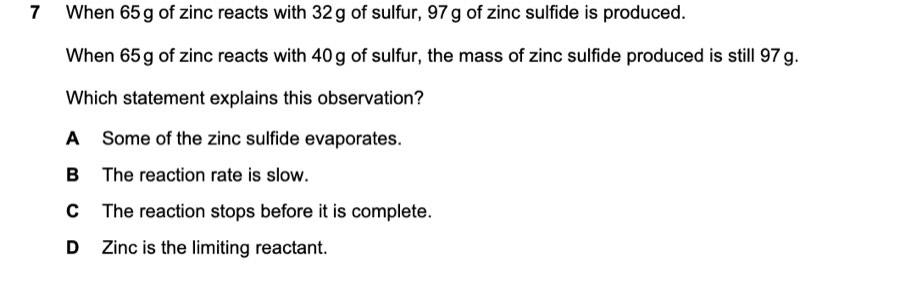 7 When 65 g of zinc reacts with 32 g of sulfur, 97 g of zinc sulfide is produced.
When 65 g of zinc reacts with 40 g of sulfur, the mass of zinc sulfide produced is still 97 g.
Which statement explains this observation?
A Some of the zinc sulfide evaporates.
B The reaction rate is slow.
C The reaction stops before it is complete.
D Zinc is the limiting reactant.